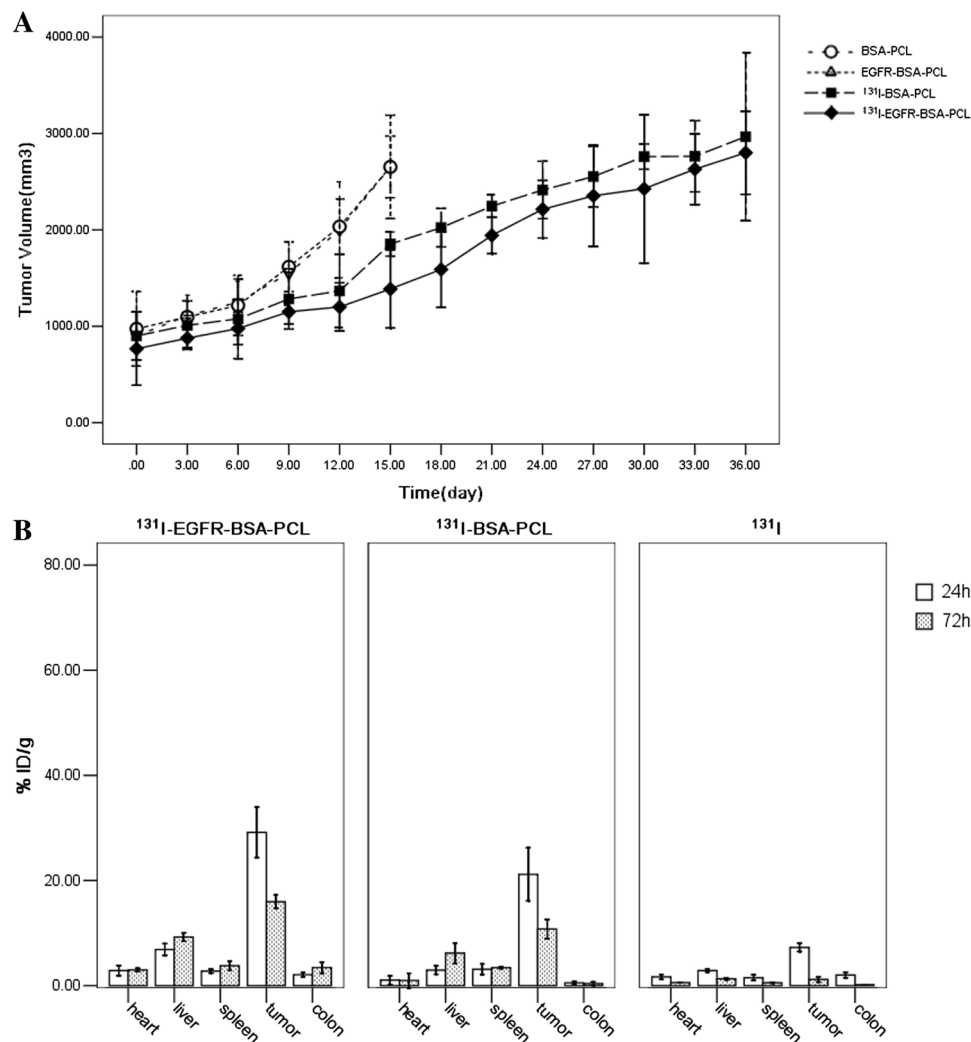 A
4000.00
3000.00
2000.00
1000.00
0.00
Tumor Volume(mm3)
.00 3.00 6.00 9.00 12.00 15.00 18.00 21.00 24.00 27.00 30.00 33.00 36.00
Time(day)
BSA-PCL
EGFR-BSA-PCL
¹³¹I-BSA-PCL
¹³¹I-EGFR-BSA-PCL
B
¹³¹I-EGFR-BSA-PCL ¹³¹I-BSA-PCL ¹³¹I
80.00
60.00
40.00
20.00
0.00
% ID/g
heart liver spleen tumor colon heart liver spleen tumor colon heart liver spleen tumor colon
24h
72h